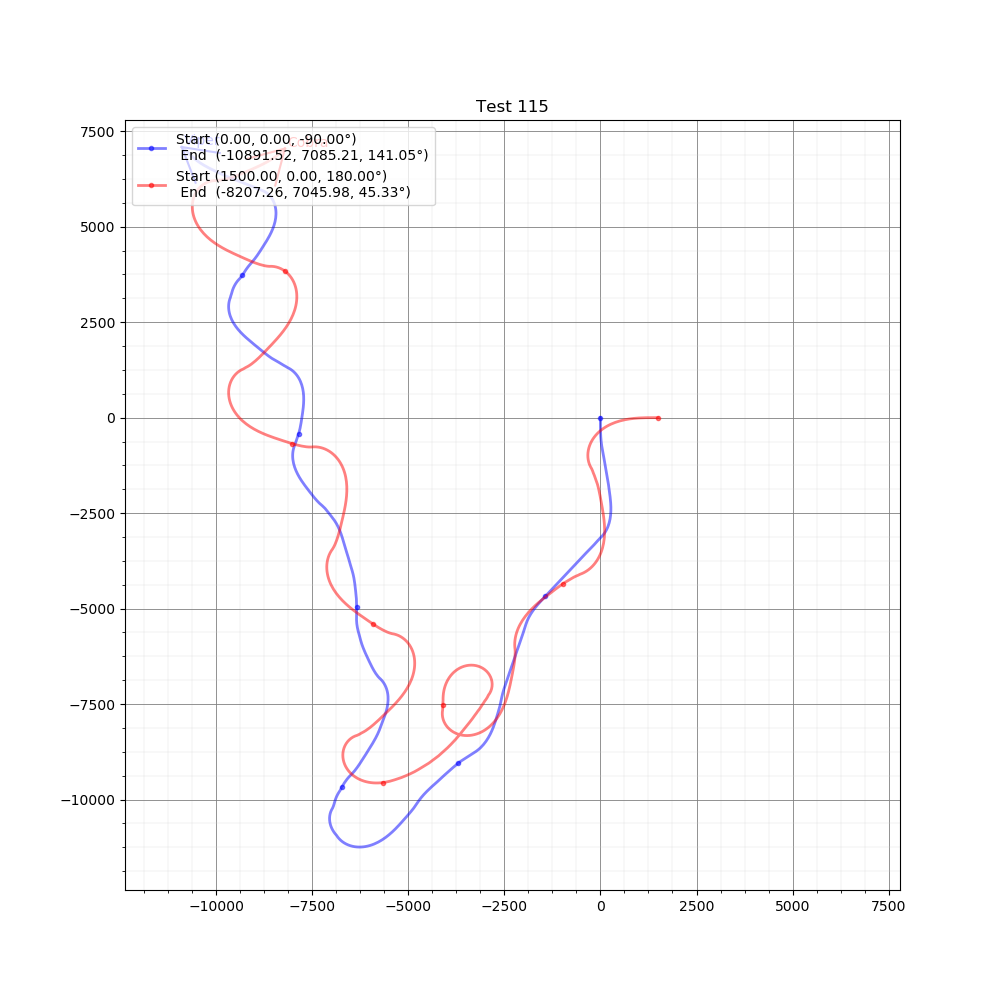 Test 115
Start (0.00, 0.00, -90.00°)
End (-10891.52, 7085.21, 141.05°)
Start (1500.00, 0.00, 180.00°)
End (-8207.26, 7045.98, 45.33°)
7500
5000
2500
0
−2500
−5000
−7500
−10000
−10000 −7500 −5000 −2500 0 2500 5000 7500